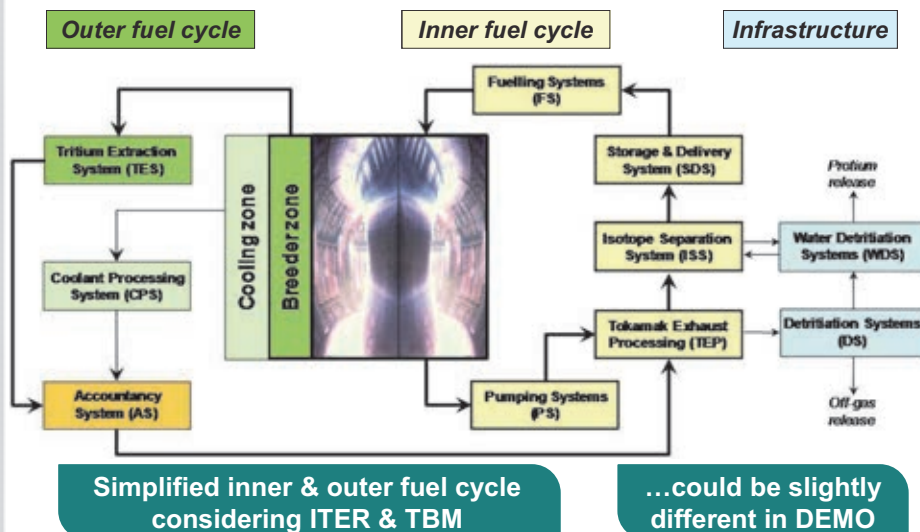 Outer fuel cycle
Inner fuel cycle
Infrastructure
Fuelling Systems
(FS)
Tritium Extraction
System (TES)
Storage & Delivery
System (SDS)
Protium
release
Cooling zone
Breeder zone
Isotope Separation
System (ISS)
Water Detritiation
Systems (WDS)
Coolant Processing
System (CPS)
Tokamak Exhaust
Processing (TEP)
Detritiation Systems
(DS)
Accountancy
System (AS)
Pumping Systems
(PS)
Off-gas
release
Simplified inner & outer fuel cycle
considering ITER & TBM
...could be slightly
different in DEMO